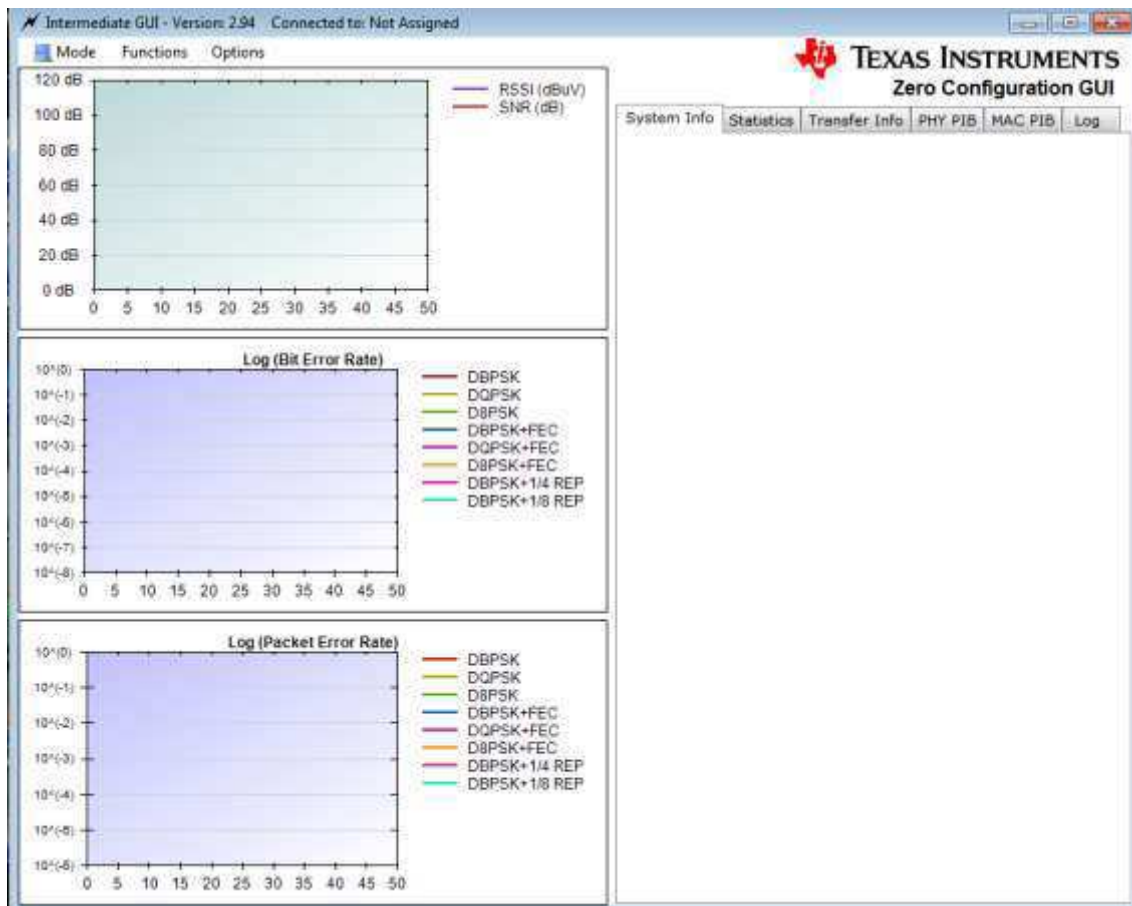 Intermediate GUI - Version: 2.94 Connected to: Not Assigned
Mode Functions Options
TEXAS INSTRUMENTS
Zero Configuration GUI
System Info Statistics Transfer Info PHY PIB MAC PIB Log
120 dB
100 dB
80 dB
60 dB
40 dB
20 dB
0 dB
0 5 10 15 20 25 30 35 40 45 50
RSSI (dBuV)
SNR (dB)
Log (Bit Error Rate)
10^(0)
10^(-1)
10^(-2)
10^(-3)
10^(-4)
10^(-5)
10^(-6)
10^(-7)
10^(-8)
0 5 10 15 20 25 30 35 40 45 50
DBPSK
DQPSK
D8PSK
DBPSK+FEC
DQPSK+FEC
D8PSK+FEC
DBPSK+1/4 REP
DBPSK+1/8 REP
Log (Packet Error Rate)
10^(0)
10^(-1)
10^(-2)
10^(-3)
10^(-4)
10^(-5)
10^(-6)
0 5 10 15 20 25 30 35 40 45 50
DBPSK
DQPSK
D8PSK
DBPSK+FEC
DQPSK+FEC
D8PSK+FEC
DBPSK+1/4 REP
DBPSK+1/8 REP